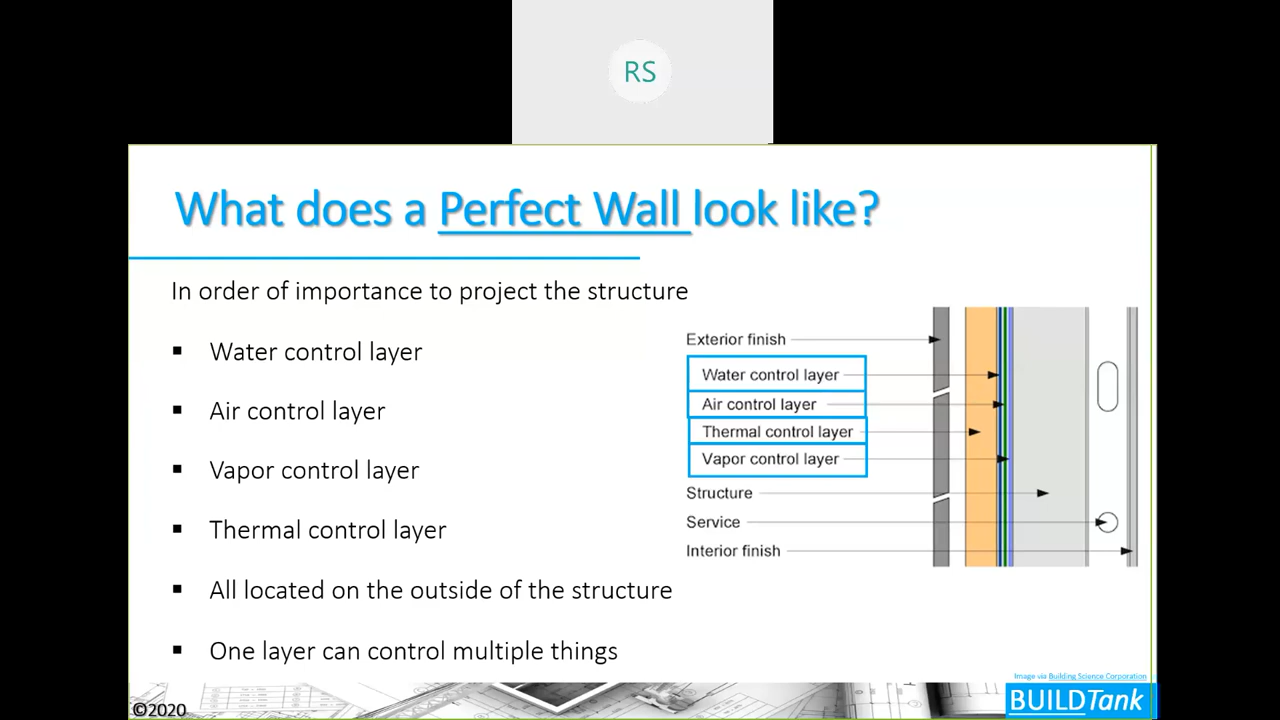 RS
What does a Perfect Wall look like?
In order of importance to project the structure
▪ Water control layer
▪ Air control layer
▪ Vapor control layer
▪ Thermal control layer
▪ All located on the outside of the structure
▪ One layer can control multiple things
Exterior finish
Water control layer
Air control layer
Thermal control layer
Vapor control layer
Structure
Service
Interior finish
Image via Building Science Corporation
BUILDTank
©2020